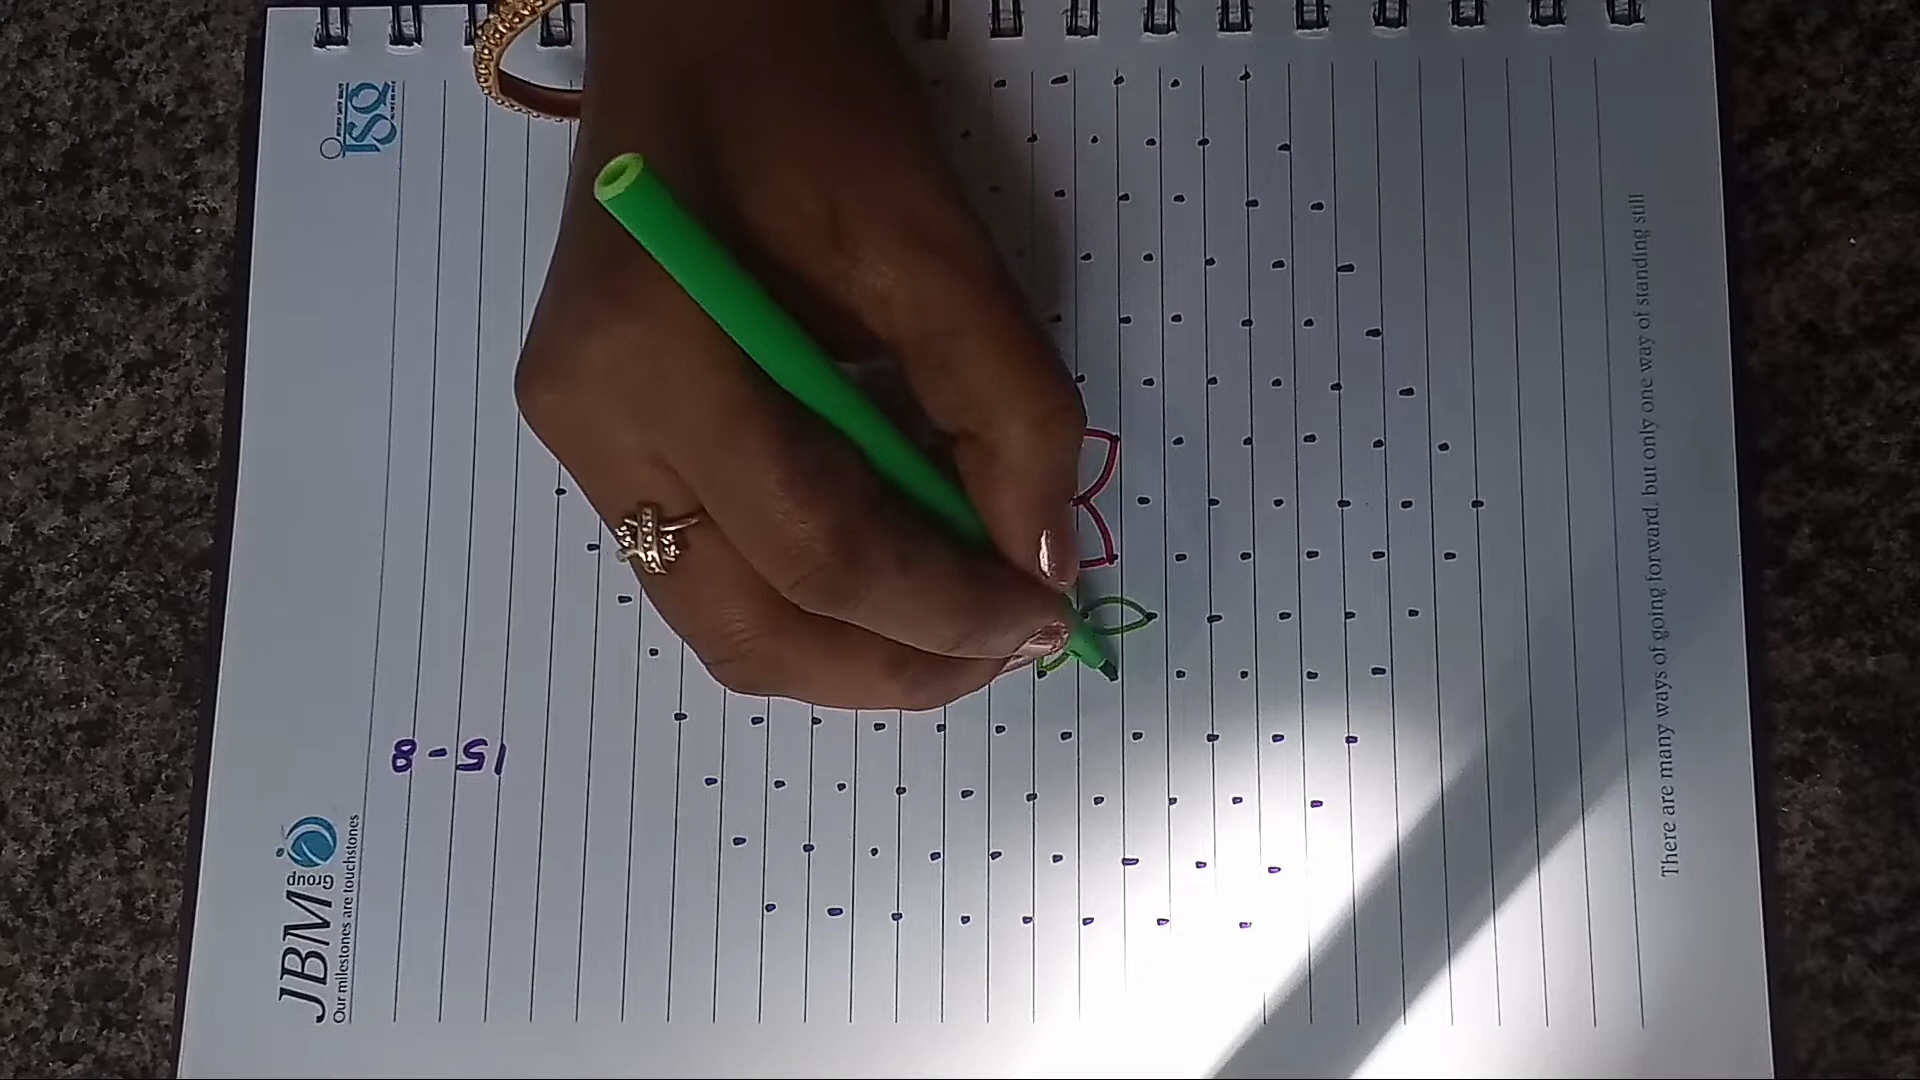 JBM Group
Our milestones are touchstones
15-8
There are many ways of going forward, but only one way of standing still